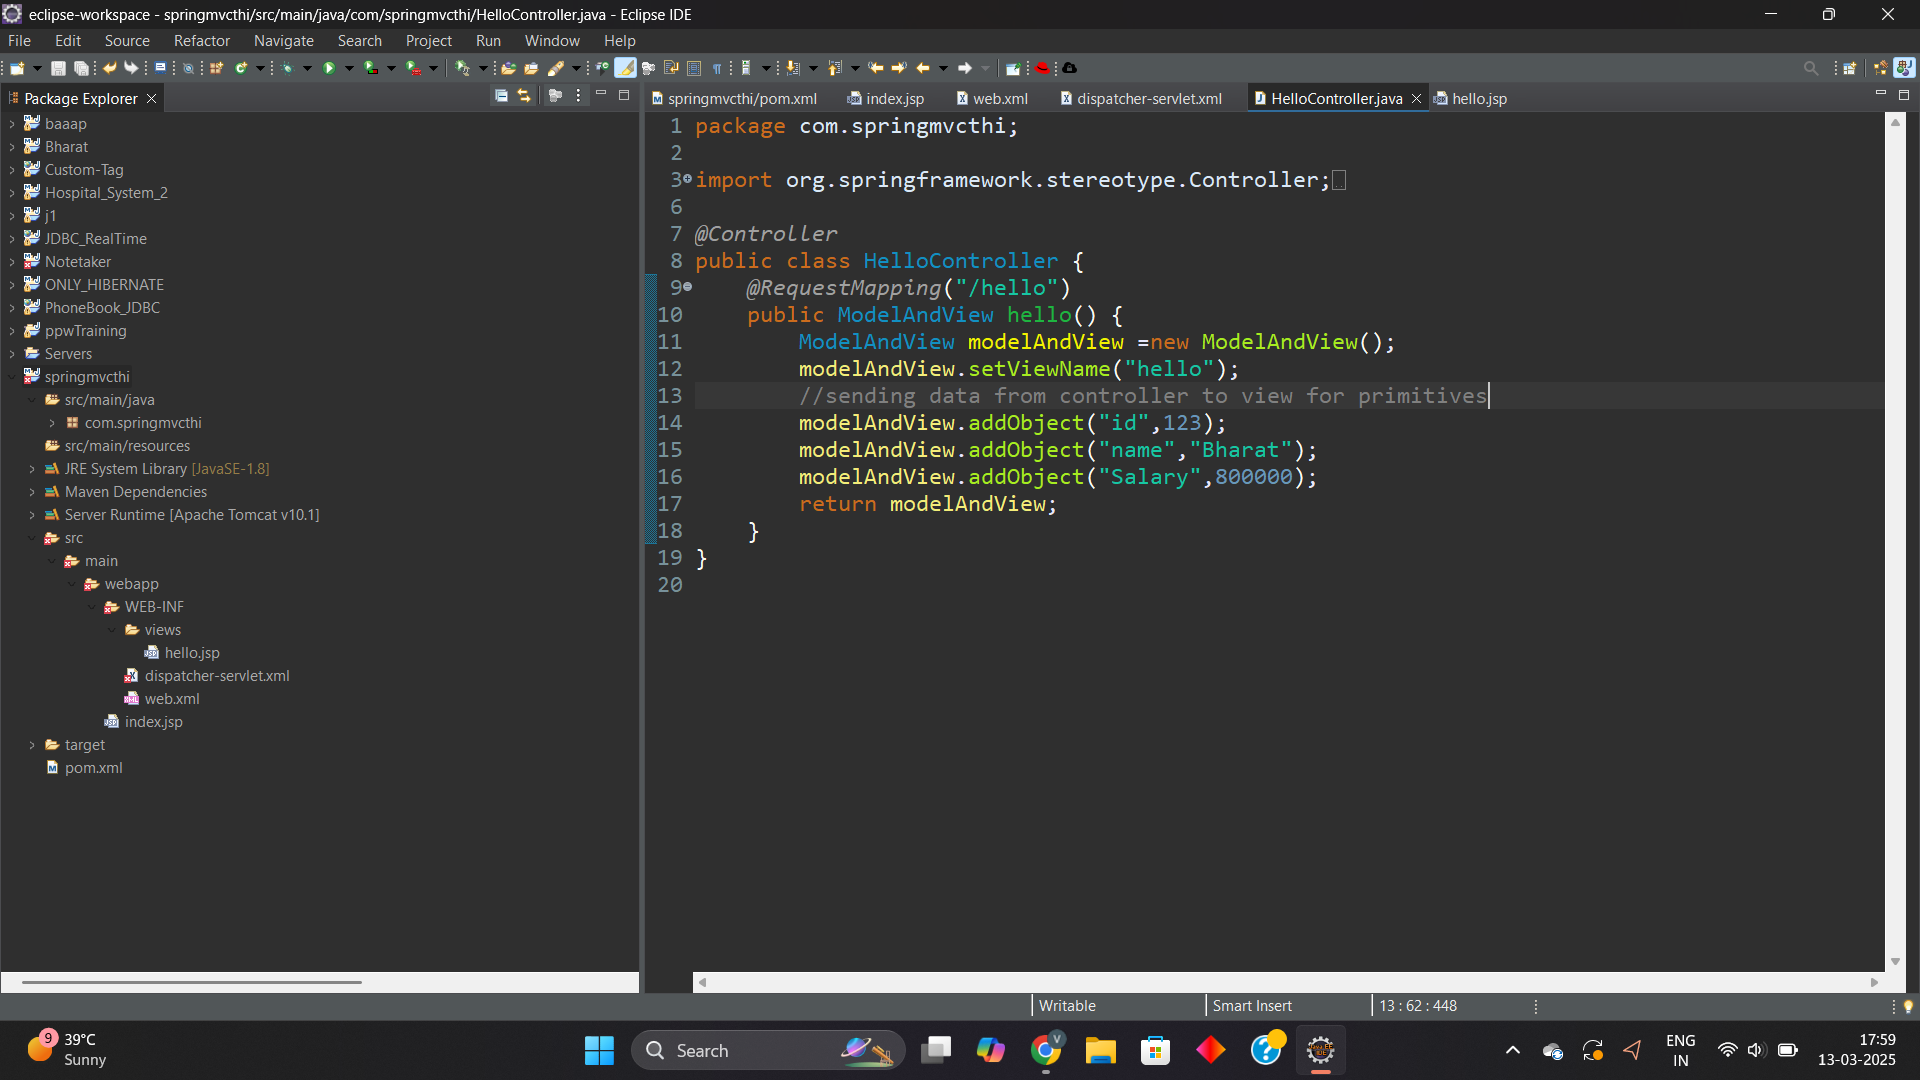 eclipse-workspace - springmvcthi/src/main/java/com/springmvcthi/HelloController.java - Eclipse IDE
File Edit Source Refactor Navigate Search Project Run Window Help
Package Explorer
baaap
Bharat
Custom-Tag
Hospital_System_2
j1
JDBC_RealTime
Notetaker
ONLY_HIBERNATE
PhoneBook_JDBC
ppwTraining
Servers
springmvcthi
src/main/java
com.springmvcthi
src/main/resources
JRE System Library [JavaSE-1.8]
Maven Dependencies
Server Runtime [Apache Tomcat v10.1]
src
main
webapp
WEB-INF
views
hello.jsp
dispatcher-servlet.xml
web.xml
index.jsp
target
pom.xml
springmvcthi/pom.xml index.jsp web.xml dispatcher-servlet.xml HelloController.java hello.jsp
1 package com.springmvcthi;
2
3 import org.springframework.stereotype.Controller;
6
7 @Controller
8 public class HelloController {
9 @RequestMapping("/hello")
10 public ModelAndView hello() {
11 ModelAndView modelAndView =new ModelAndView();
12 modelAndView.setViewName("hello");
13 //sending data from controller to view for primitives
14 modelAndView.addObject("id",123);
15 modelAndView.addObject("name","Bharat");
16 modelAndView.addObject("Salary",800000);
17 return modelAndView;
18 }
19 }
20
Writable Smart Insert 13 : 62 : 448
9 39°C
Sunny
Search
V
ENG
IN
17:59
13-03-2025